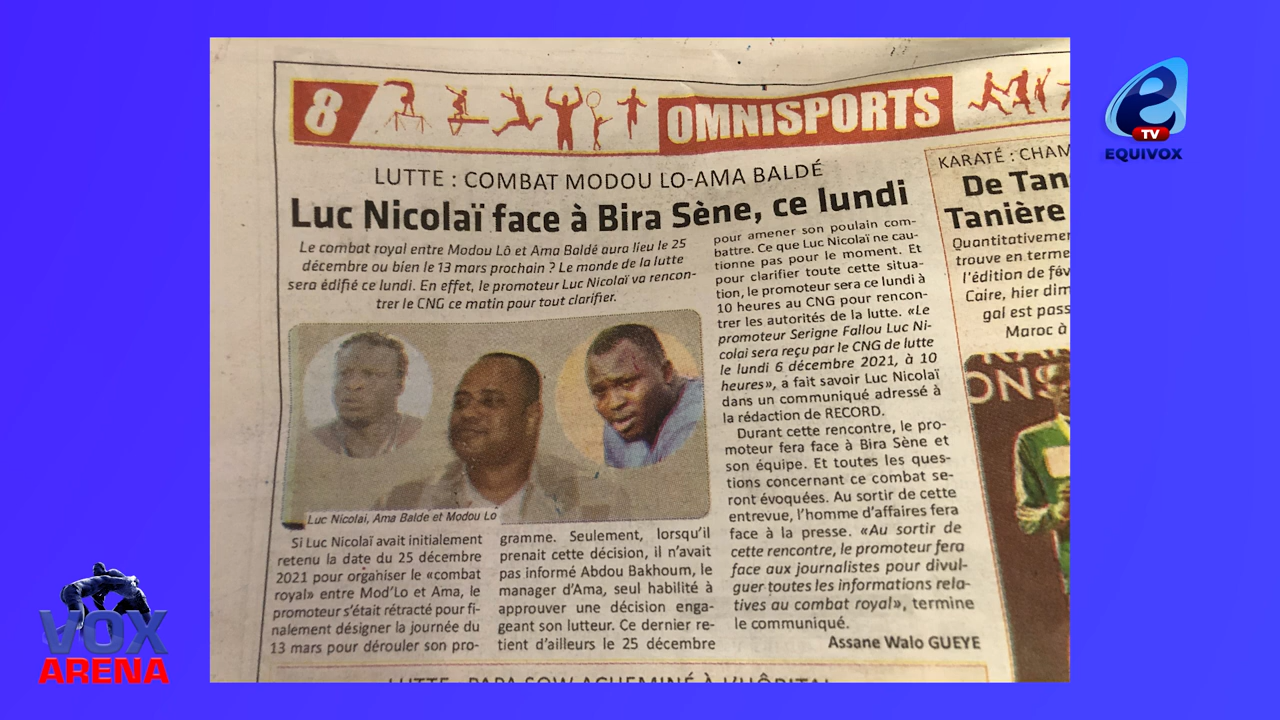 8
OMNISPORTS
LUTTE : COMBAT MODOU LO-AMA BALDÉ
Luc Nicolaï face à Bira Sène, ce lundi
Le combat royal entre Modou Lô et Ama Baldé aura lieu le 25
décembre ou bien le 13 mars prochain ? Le monde de la lutte
sera édifié ce lundi. En effet, le promoteur Luc Nicolaï va rencon-
trer le CNG ce matin pour tout clarifier.
Luc Nicolai, Ama Balde et Modou Lo
Si Luc Nicolaï avait initialement
retenu la date du 25 décembre
2021 pour organiser le «combat
royal» entre Mod'Lo et Ama, le
promoteur s'était rétracté pour fi-
nalement désigner la journée du
13 mars pour dérouler son pro-
gramme. Seulement, lorsqu'il
prenait cette décision, il n'avait
pas informé Abdou Bakhoum, le
manager d'Ama, seul habilité à
approuver une décision enga-
geant son lutteur. Ce dernier re-
tient d'ailleurs le 25 décembre
pour amener son poulain com-
battre. Ce que Luc Nicolaï ne cau-
tionne pas pour le moment. Et
pour clarifier toute cette situa-
tion, le promoteur sera ce lundi à
10 heures au CNG pour rencon-
trer les autorités de la lutte. «Le
promoteur Serigne Fallou Luc Ni-
colai sera reçu par le CNG de lutte
le lundi 6 décembre 2021, à 10
heures», a fait savoir Luc Nicolaï
dans un communiqué adressé à
la rédaction de RECORD.
Durant cette rencontre, le pro-
moteur fera face à Bira Sène et
son équipe. Et toutes les ques-
tions concernant ce combat se-
ront évoquées. Au sortir de cette
entrevue, l'homme d'affaires fera
face à la presse. «Au sortir de
cette rencontre, le promoteur fera
face aux journalistes pour divul-
guer toutes les informations rela-
tives au combat royal», termine
le communiqué.
Assane Walo GUEYE
KARATÉ : CHAM
De Tan
Tanière
Quantitativemen
trouve en terme
l'édition de fév
Caire, hier dim
gal est pass
Maroc à
ONS
LUTTE : PAPA SOW ACHEMINÉ À L'HÔPITAL
e
TV
EQUIVOX
VOX
ARENA